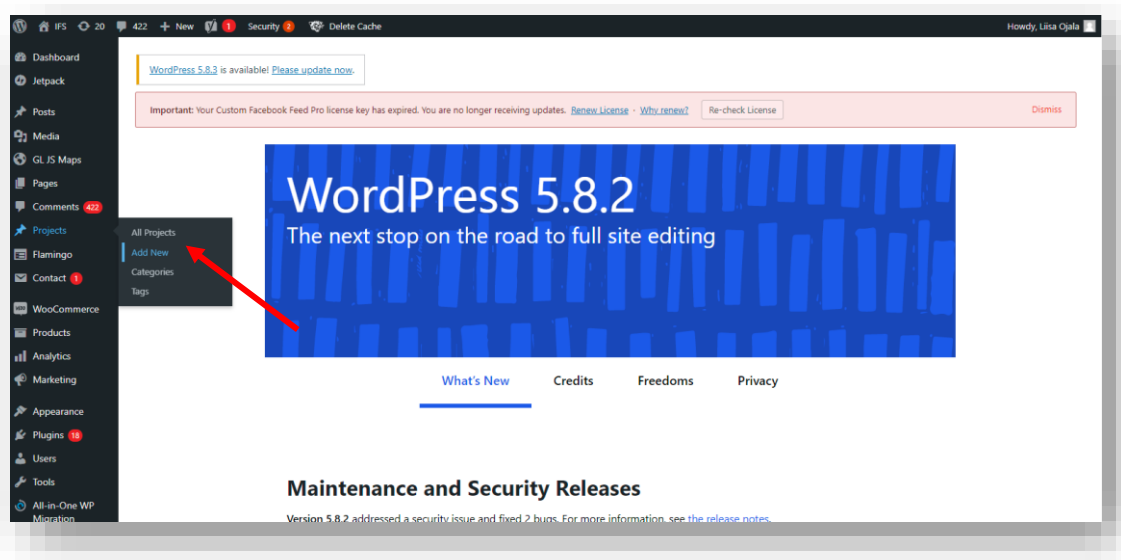 IFS 20 422 + New 1 Security 2 Delete Cache Howdy, Liisa Ojala
Dashboard
Jetpack
Posts
Media
GL JS Maps
Pages
Comments 422
Projects
Flamingo
Contact 1
WooCommerce
Products
Analytics
Marketing
Appearance
Plugins 18
Users
Tools
All-in-One WP
Migration
All Projects
Add New
Categories
Tags
WordPress 5.8.3 is available! Please update now.
Important: Your Custom Facebook Feed Pro license key has expired. You are no longer receiving updates. Renew License · Why renew? Re-check License Dismiss
WordPress 5.8.2
The next stop on the road to full site editing
What's New Credits Freedoms Privacy
Maintenance and Security Releases
Version 5.8.2 addressed a security issue and fixed 2 bugs. For more information, see the release notes.